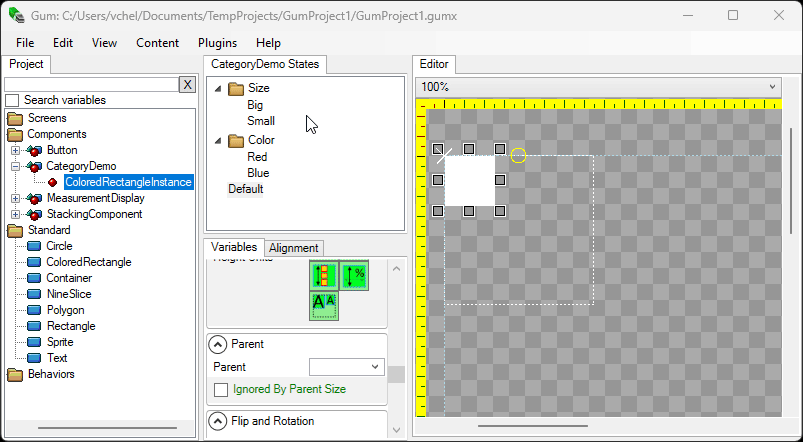 Gum: C:/Users/vchel/Documents/TempProjects/GumProject1/GumProject1.gumx
File Edit View Content Plugins Help
Project
X
Search variables
Screens
Components
Button
CategoryDemo
ColoredRectangleInstance
MeasurementDisplay
StackingComponent
Standard
Circle
ColoredRectangle
Container
NineSlice
Polygon
Rectangle
Sprite
Text
Behaviors
CategoryDemo States
Size
Big
Small
Color
Red
Blue
Default
Variables Alignment
Height Units
%
A A
Parent
Parent
Ignored By Parent Size
Flip and Rotation
Editor
100%